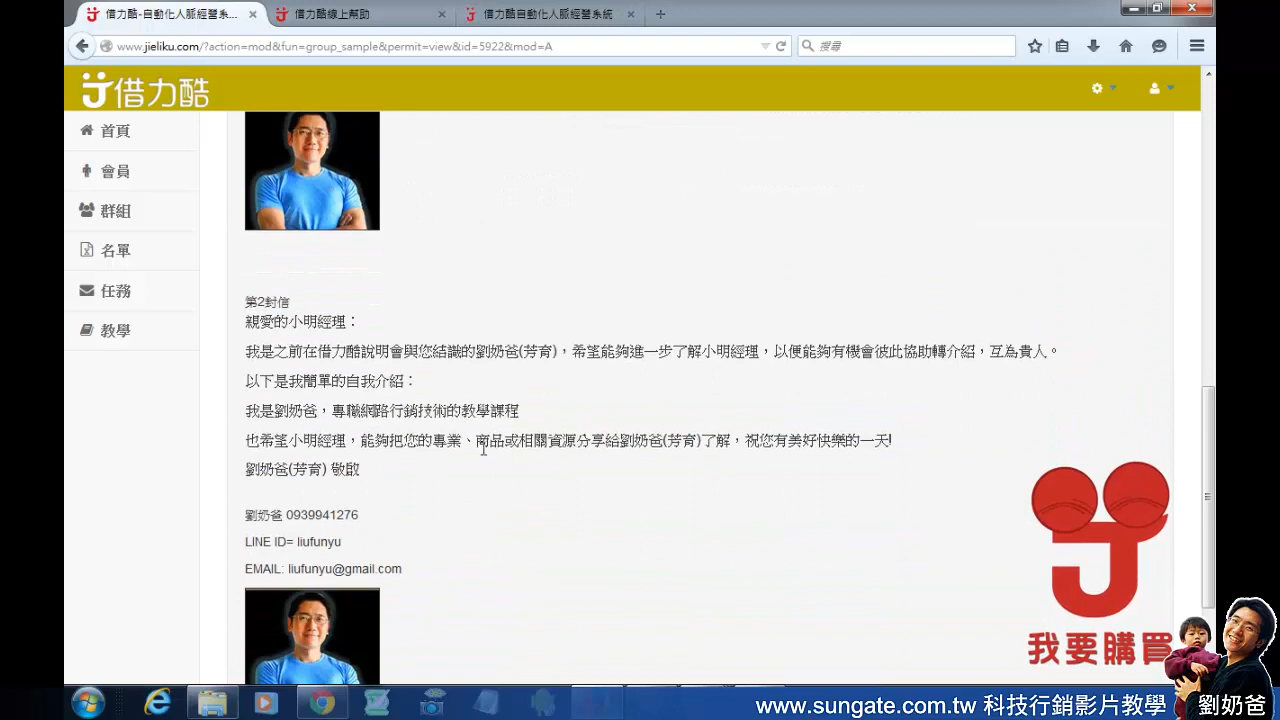 借力酷-自動化人脈經營系...
借力酷線上幫助
借力酷自動化人脈經營系統
www.jieliku.com/?action=mod&fun=group_sample&permit=view&id=5922&mod=A
搜尋
借力酷
首頁
會員
群組
名單
任務
教學
第2封信
親愛的小明經理：
我是之前在借力酷說明會與您結識的劉奶爸(芳育)，希望能夠進一步了解小明經理，以便能夠有機會彼此協助轉介紹，互為貴人。
以下是我簡單的自我介紹：
我是劉奶爸，專職網路行銷技術的教學課程
也希望小明經理，能夠把您的專業、商品或相關資源分享給劉奶爸(芳育)了解，祝您有美好快樂的一天!
劉奶爸(芳育) 敬啟
劉奶爸 0939941276
LINE ID= liufunyu
EMAIL: liufunyu@gmail.com
我要購買
www.sungate.com.tw 科技行銷影片教學
劉奶爸